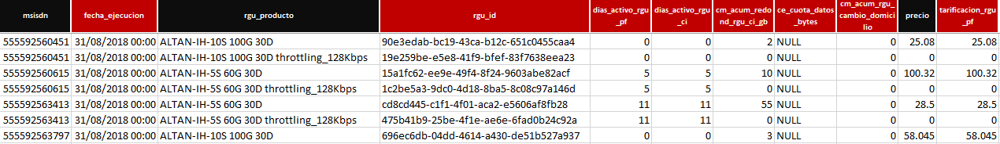 msisdn fecha_ejecucion rgu_producto rgu_id dias_activo_rgu_pf dias_activo_rgu_ci cm_acum_redond_rgu_ci_gb ce_cuota_datos_bytes cm_acum_rgu_cambio_domicilio precio tarificacion_rgu_pf
555592560451 31/08/2018 00:00 ALTAN-IH-10S 100G 30D 90e3edab-bc19-43ca-b12c-651c0455caa4 0 0 2 NULL 0 25.08 25.08
555592560451 31/08/2018 00:00 ALTAN-IH-10S 100G 30D throttling_128Kbps 19e259be-e5e8-41f9-bfef-83f7638eea23 0 0 0 NULL 0 0 0
555592560615 31/08/2018 00:00 ALTAN-IH-5S 60G 30D 15a1fc62-ee9e-49f4-8f24-9603abe82acf 5 5 10 NULL 0 100.32 100.32
555592560615 31/08/2018 00:00 ALTAN-IH-5S 60G 30D throttling_128Kbps 1c2be5a3-9dc0-4d18-8ba5-8c08c97a146d 5 5 0 NULL 0 0 0
555592563413 31/08/2018 00:00 ALTAN-IH-5S 60G 30D cd8cd445-c1f1-4f01-aca2-e5606af8fb28 11 11 55 NULL 0 28.5 28.5
555592563413 31/08/2018 00:00 ALTAN-IH-5S 60G 30D throttling_128Kbps 475b41b9-25be-4f1e-ae6e-6fad0b24c92a 11 11 0 NULL 0 0 0
555592563797 31/08/2018 00:00 ALTAN-IH-10S 100G 30D 696ec6db-04dd-4614-a430-de51b527a937 0 0 3 NULL 0 58.045 58.045